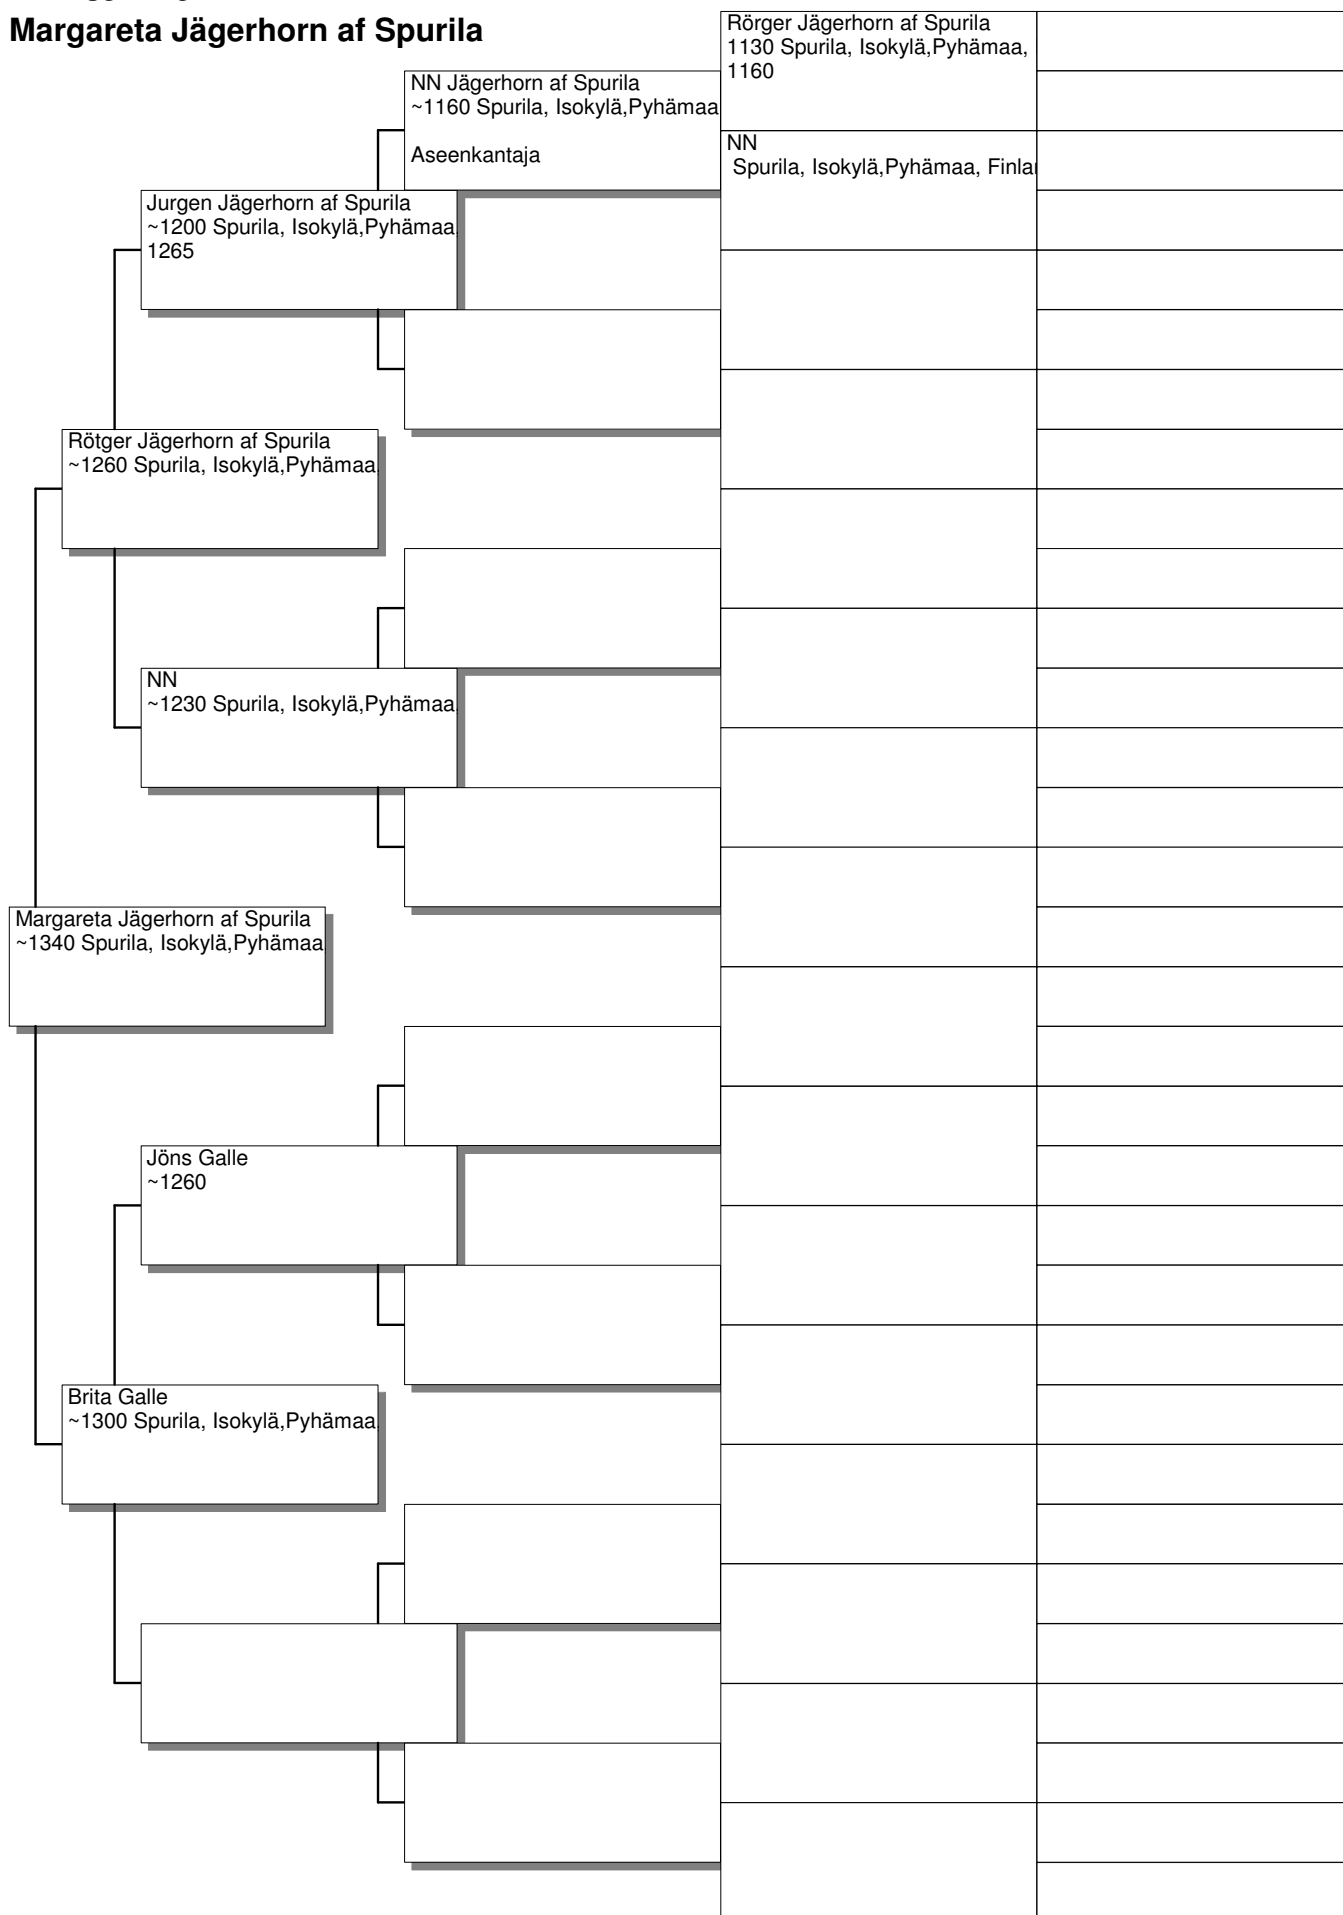 Margareta Jägerhorn af Spurila
Rörger Jägerhorn af Spurila
1130 Spurila, Isokylä,Pyhämaa,
1160
NN Jägerhorn af Spurila
~1160 Spurila, Isokylä,Pyhämaa
Aseenkantaja
NN
Spurila, Isokylä,Pyhämaa, Finla
Jurgen Jägerhorn af Spurila
~1200 Spurila, Isokylä,Pyhämaa
1265
Rötger Jägerhorn af Spurila
~1260 Spurila, Isokylä,Pyhämaa,
NN
~1230 Spurila, Isokylä,Pyhämaa,
Margareta Jägerhorn af Spurila
~1340 Spurila, Isokylä,Pyhämaa,
Jöns Galle
~1260
Brita Galle
~1300 Spurila, Isokylä,Pyhämaa,